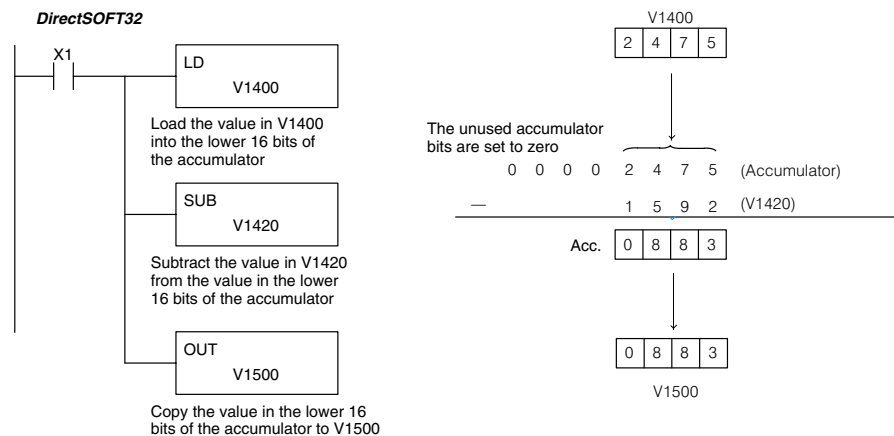 DirectSOFT32
X1
LD
V1400
Load the value in V1400
into the lower 16 bits of
the accumulator
SUB
V1420
Subtract the value in V1420
from the value in the lower
16 bits of the accumulator
OUT
V1500
Copy the value in the lower 16
bits of the accumulator to V1500
V1400
2 4 7 5
The unused accumulator
bits are set to zero
0 0 0 0 2 4 7 5 (Accumulator)
— 1 5 9 2 (V1420)
Acc. 0 8 8 3
0 8 8 3
V1500